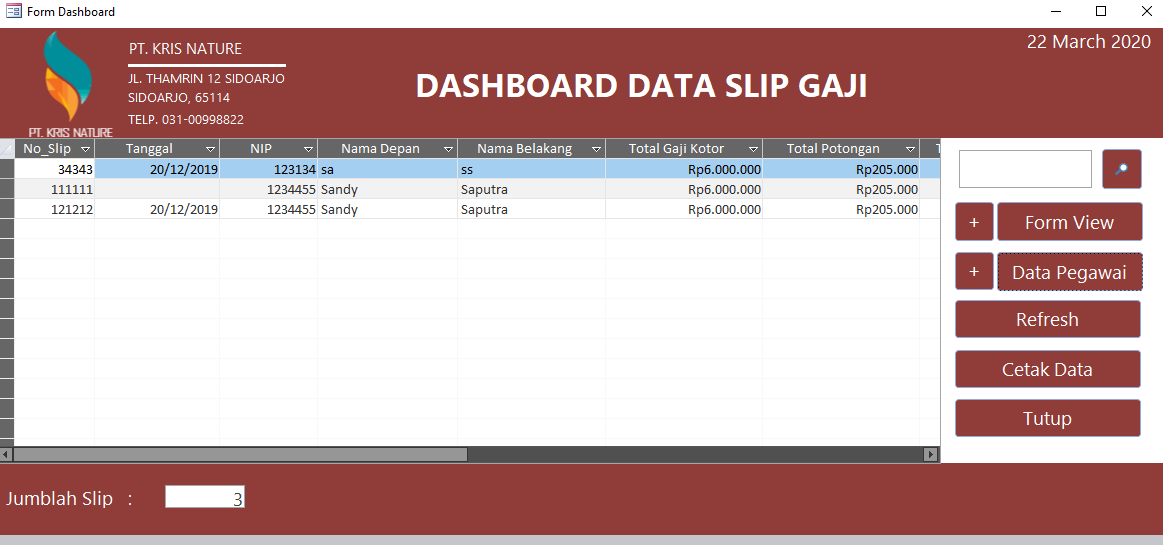 Form Dashboard
22 March 2020
PT. KRIS NATURE
JL. THAMRIN 12 SIDOARJO
SIDOARJO, 65114
TELP. 031-00998822
PT. KRIS NATURE
DASHBOARD DATA SLIP GAJI
No_Slip Tanggal NIP Nama Depan Nama Belakang Total Gaji Kotor Total Potongan
34343 20/12/2019 123134 sa ss Rp6.000.000 Rp205.000
111111 1234455 Sandy Saputra Rp6.000.000 Rp205.000
121212 20/12/2019 1234455 Sandy Saputra Rp6.000.000 Rp205.000
+ Form View
+ Data Pegawai
Refresh
Cetak Data
Tutup
Jumblah Slip : 3